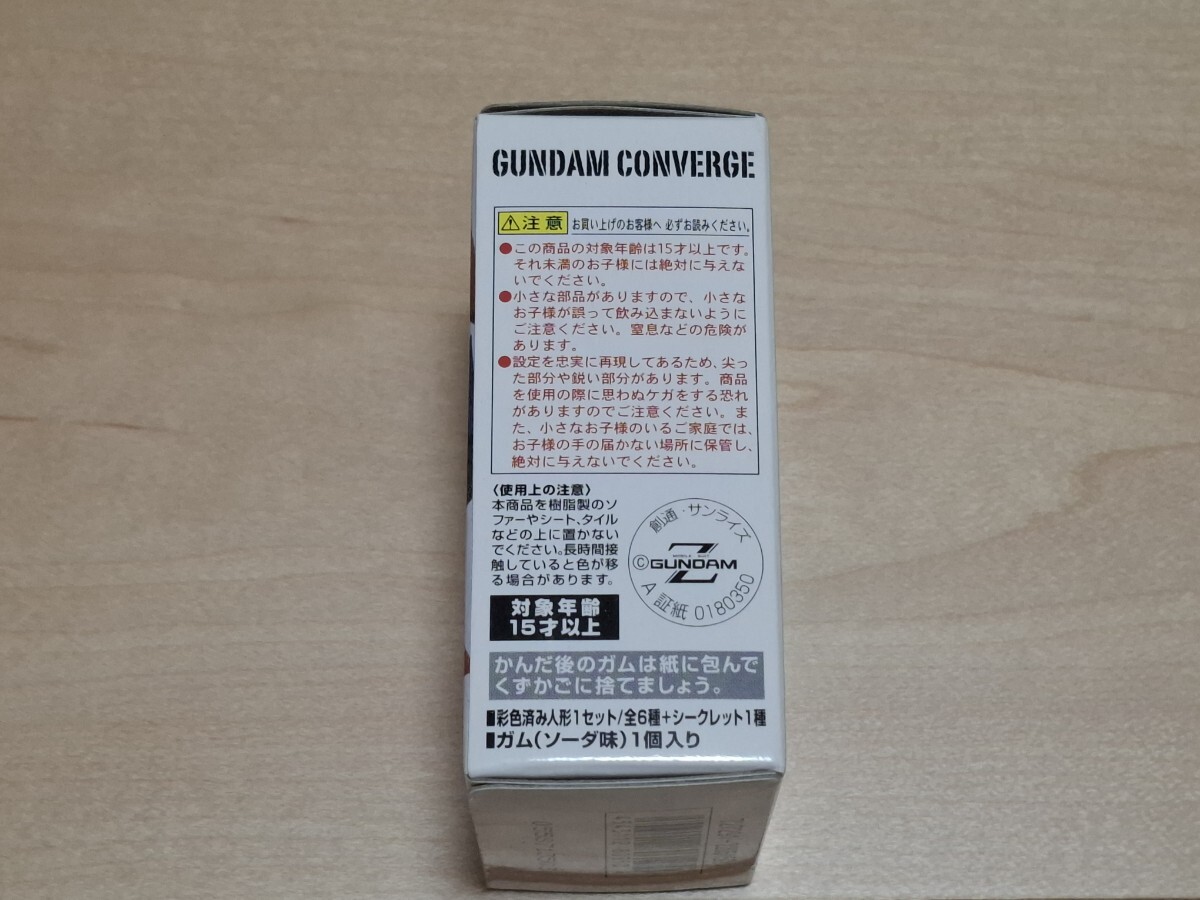 GUNDAM CONVERGE
⚠注意 お買い上げのお客様へ 必ずお読みください。
●この商品の対象年齢は15才以上です。
それ未満のお子様には絶対に与えな
いでください。
●小さな部品がありますので、小さな
お子様が誤って飲み込まないように
ご注意ください。窒息などの危険が
あります。
●設定を忠実に再現してあるため、尖っ
た部分や鋭い部分があります。商品
を使用の際に思わぬケガをする恐れ
がありますのでご注意ください。ま
た、小さなお子様のいるご家庭では、
お子様の手の届かない場所に保管し、
絶対に与えないでください。
〈使用上の注意〉
本商品を樹脂製のソ
ファーやシート、タイル
などの上に置かない
でください。長時間接
触していると色が移
る場合があります。
創通・サンライズ
©
MOBILE SUIT
Z GUNDAM
A 証紙 0180350
対象年齢
15才以上
かんだ後のガムは紙に包んで
くずかごに捨てましょう。
■彩色済み人形1セット/全6種+シークレット1種
■ガム(ソーダ味)1個入り